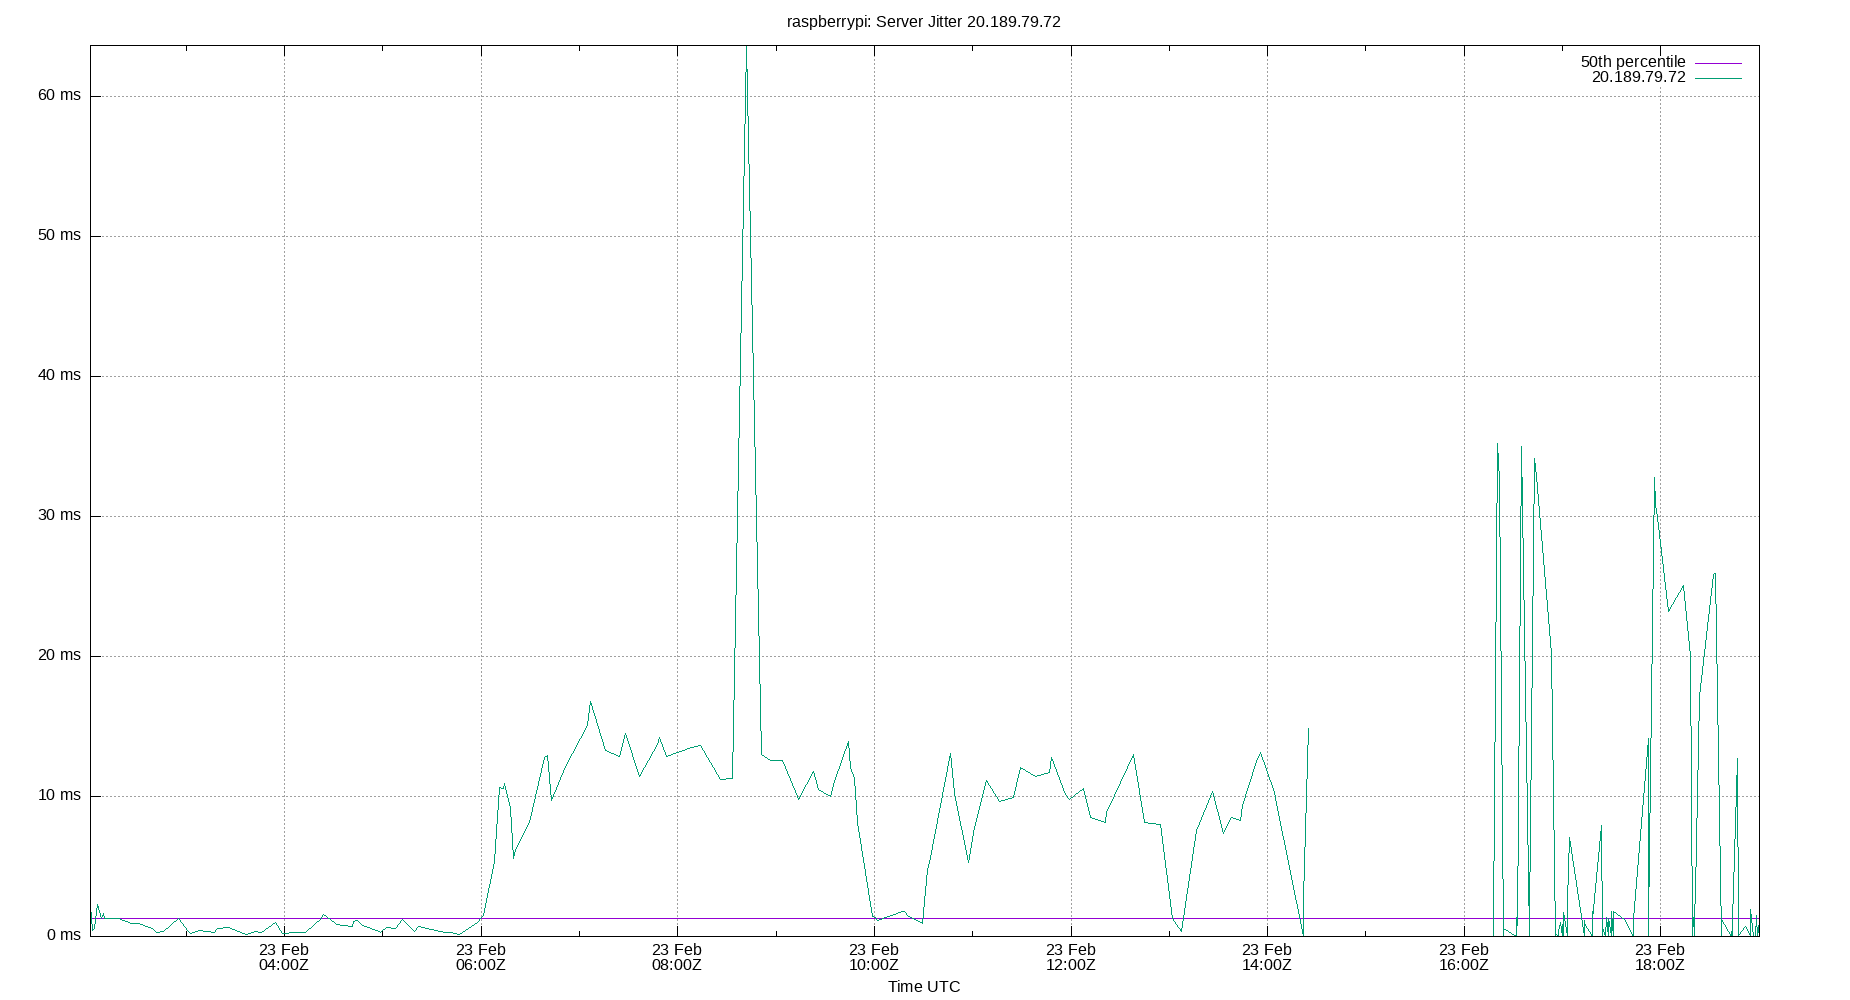 raspberrypi: Server Jitter 20.189.79.72
50th percentile
20.189.79.72
60 ms
50 ms
40 ms
30 ms
20 ms
10 ms
0 ms
23 Feb 23 Feb 23 Feb 23 Feb 23 Feb 23 Feb 23 Feb 23 Feb
04:00Z 06:00Z 08:00Z 10:00Z 12:00Z 14:00Z 16:00Z 18:00Z
Time UTC